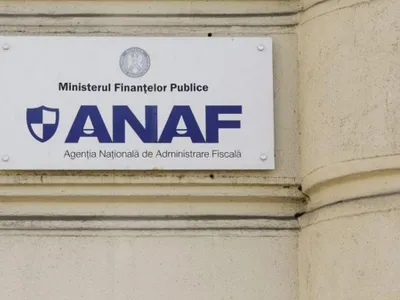 Ministerul Finanțelor Publice
ANAF
Agenția Națională de Administrare Fiscală